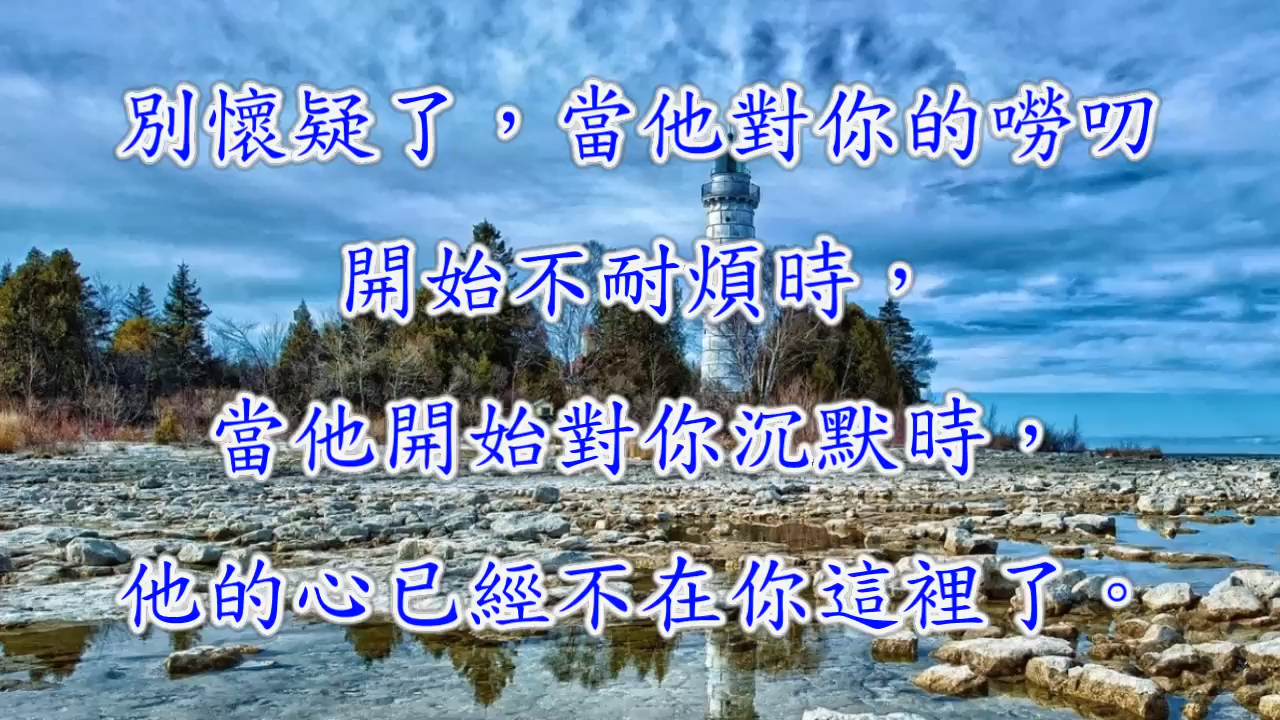 別懷疑了，當他對你的嘮叨
開始不耐煩時，
當他開始對你沉默時，
他的心已經不在你這裡了。